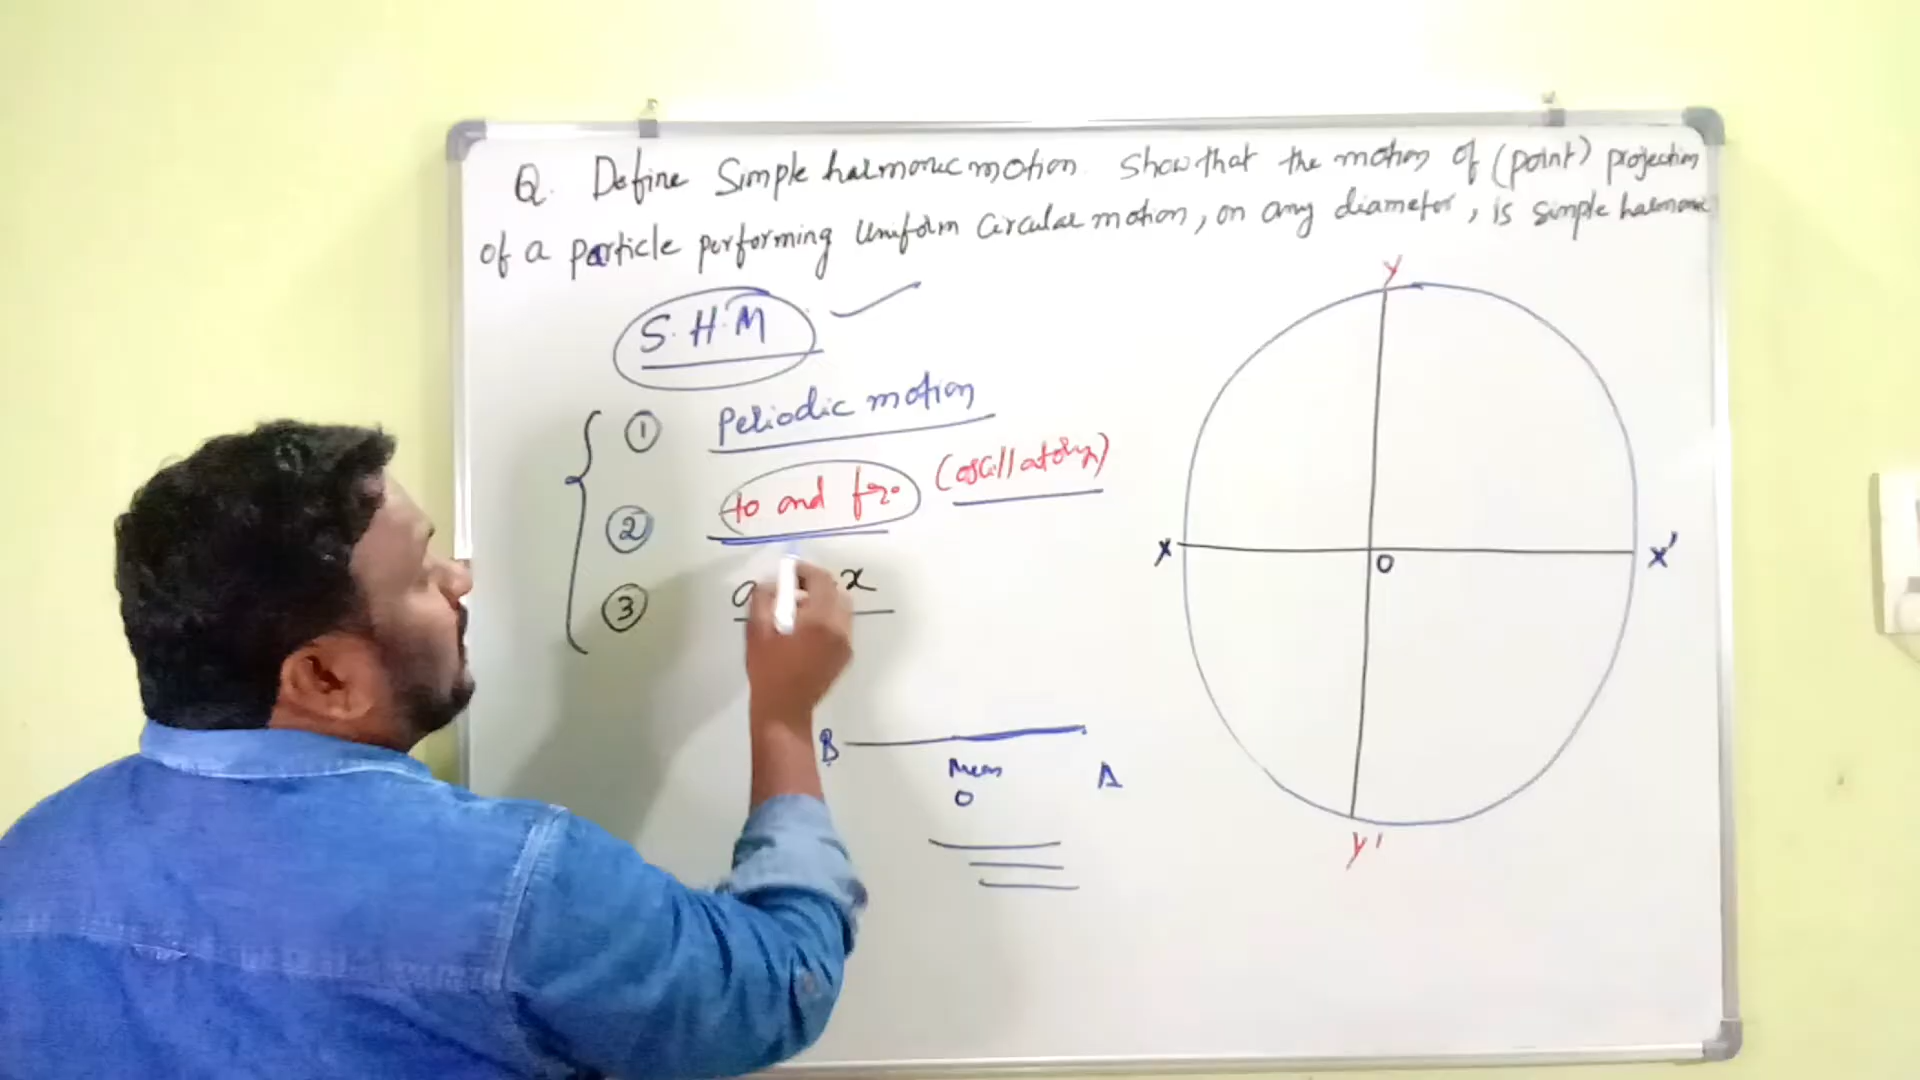 Q. Define Simple harmonic motion. Show that the motion of (point) projection
of a particle performing uniform circular motion, on any diameter, is simple harmonic
S.H.M
① Periodic motion
② to and fro (oscillatory)
③ a x
B A
Mean
O
Y
X O X'
Y'